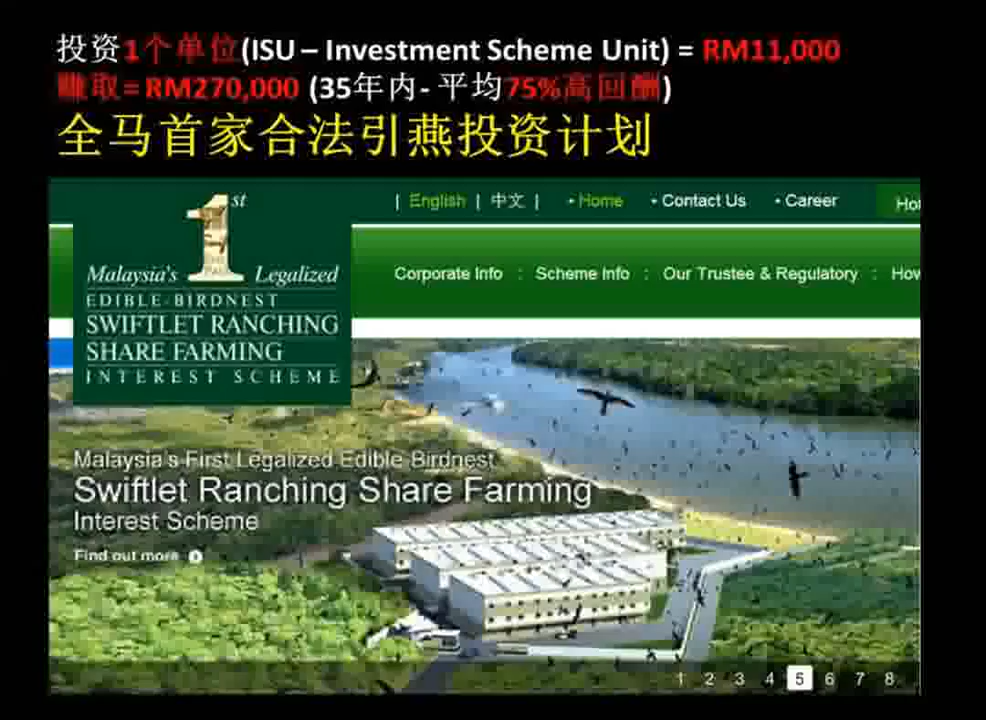 投资1个单位(ISU – Investment Scheme Unit) = RM11,000
赚取=RM270,000 (35年内- 平均75%高回酬)
全马首家合法引燕投资计划
| English | 中文 | • Home • Contact Us • Career Hot
1st
Malaysia's Legalized
EDIBLE-BIRDNEST
SWIFTLET RANCHING
SHARE FARMING
INTEREST SCHEME
Corporate Info : Scheme Info : Our Trustee & Regulatory : How
Malaysia's First Legalized Edible Birdnest
Swiftlet Ranching Share Farming
Interest Scheme
Find out more
1 2 3 4 5 6 7 8